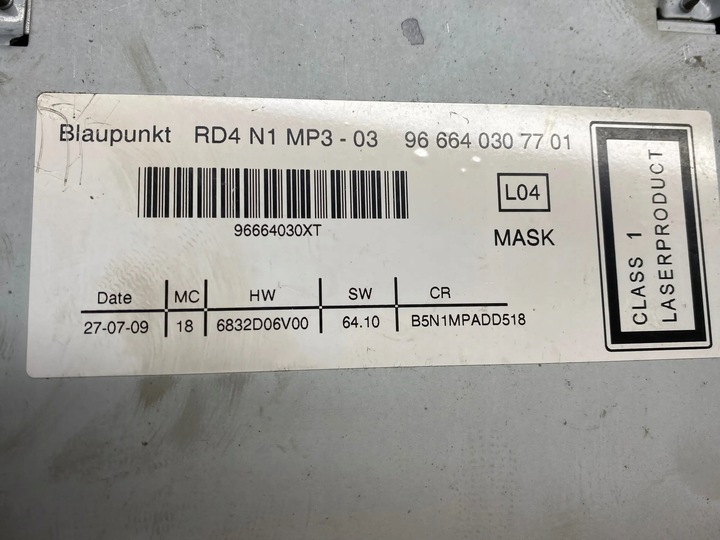 Blaupunkt RD4 N1 MP3 - 03 96 664 030 77 01
96664030XT
L04
MASK
CLASS 1
LASERPRODUCT
Date MC HW SW CR
27-07-09 18 6832D06V00 64.10 B5N1MPADD518